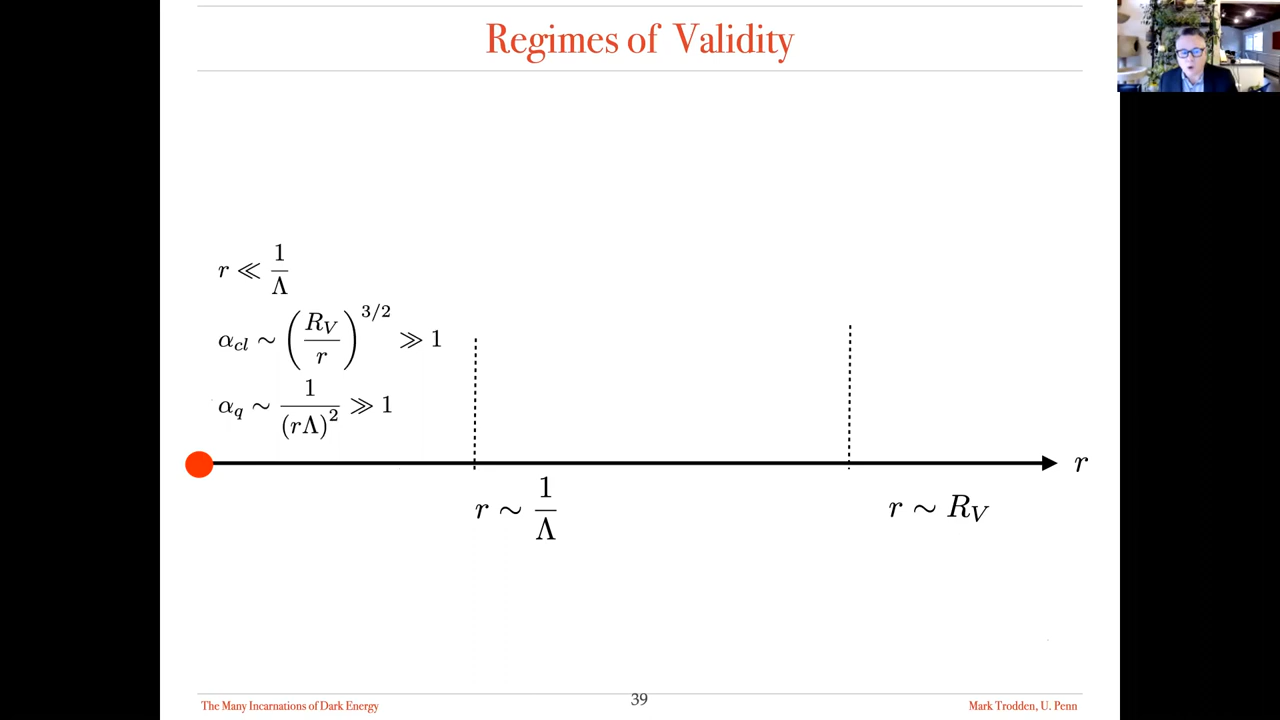 Regimes of Validity
r ≪ 1/Λ
α_cl ∼ (R_V/r)^{3/2} ≫ 1
α_q ∼ 1/(rΛ)^2 ≫ 1
r
r ∼ 1/Λ
r ∼ R_V
The Many Incarnations of Dark Energy
39
Mark Trodden, U. Penn